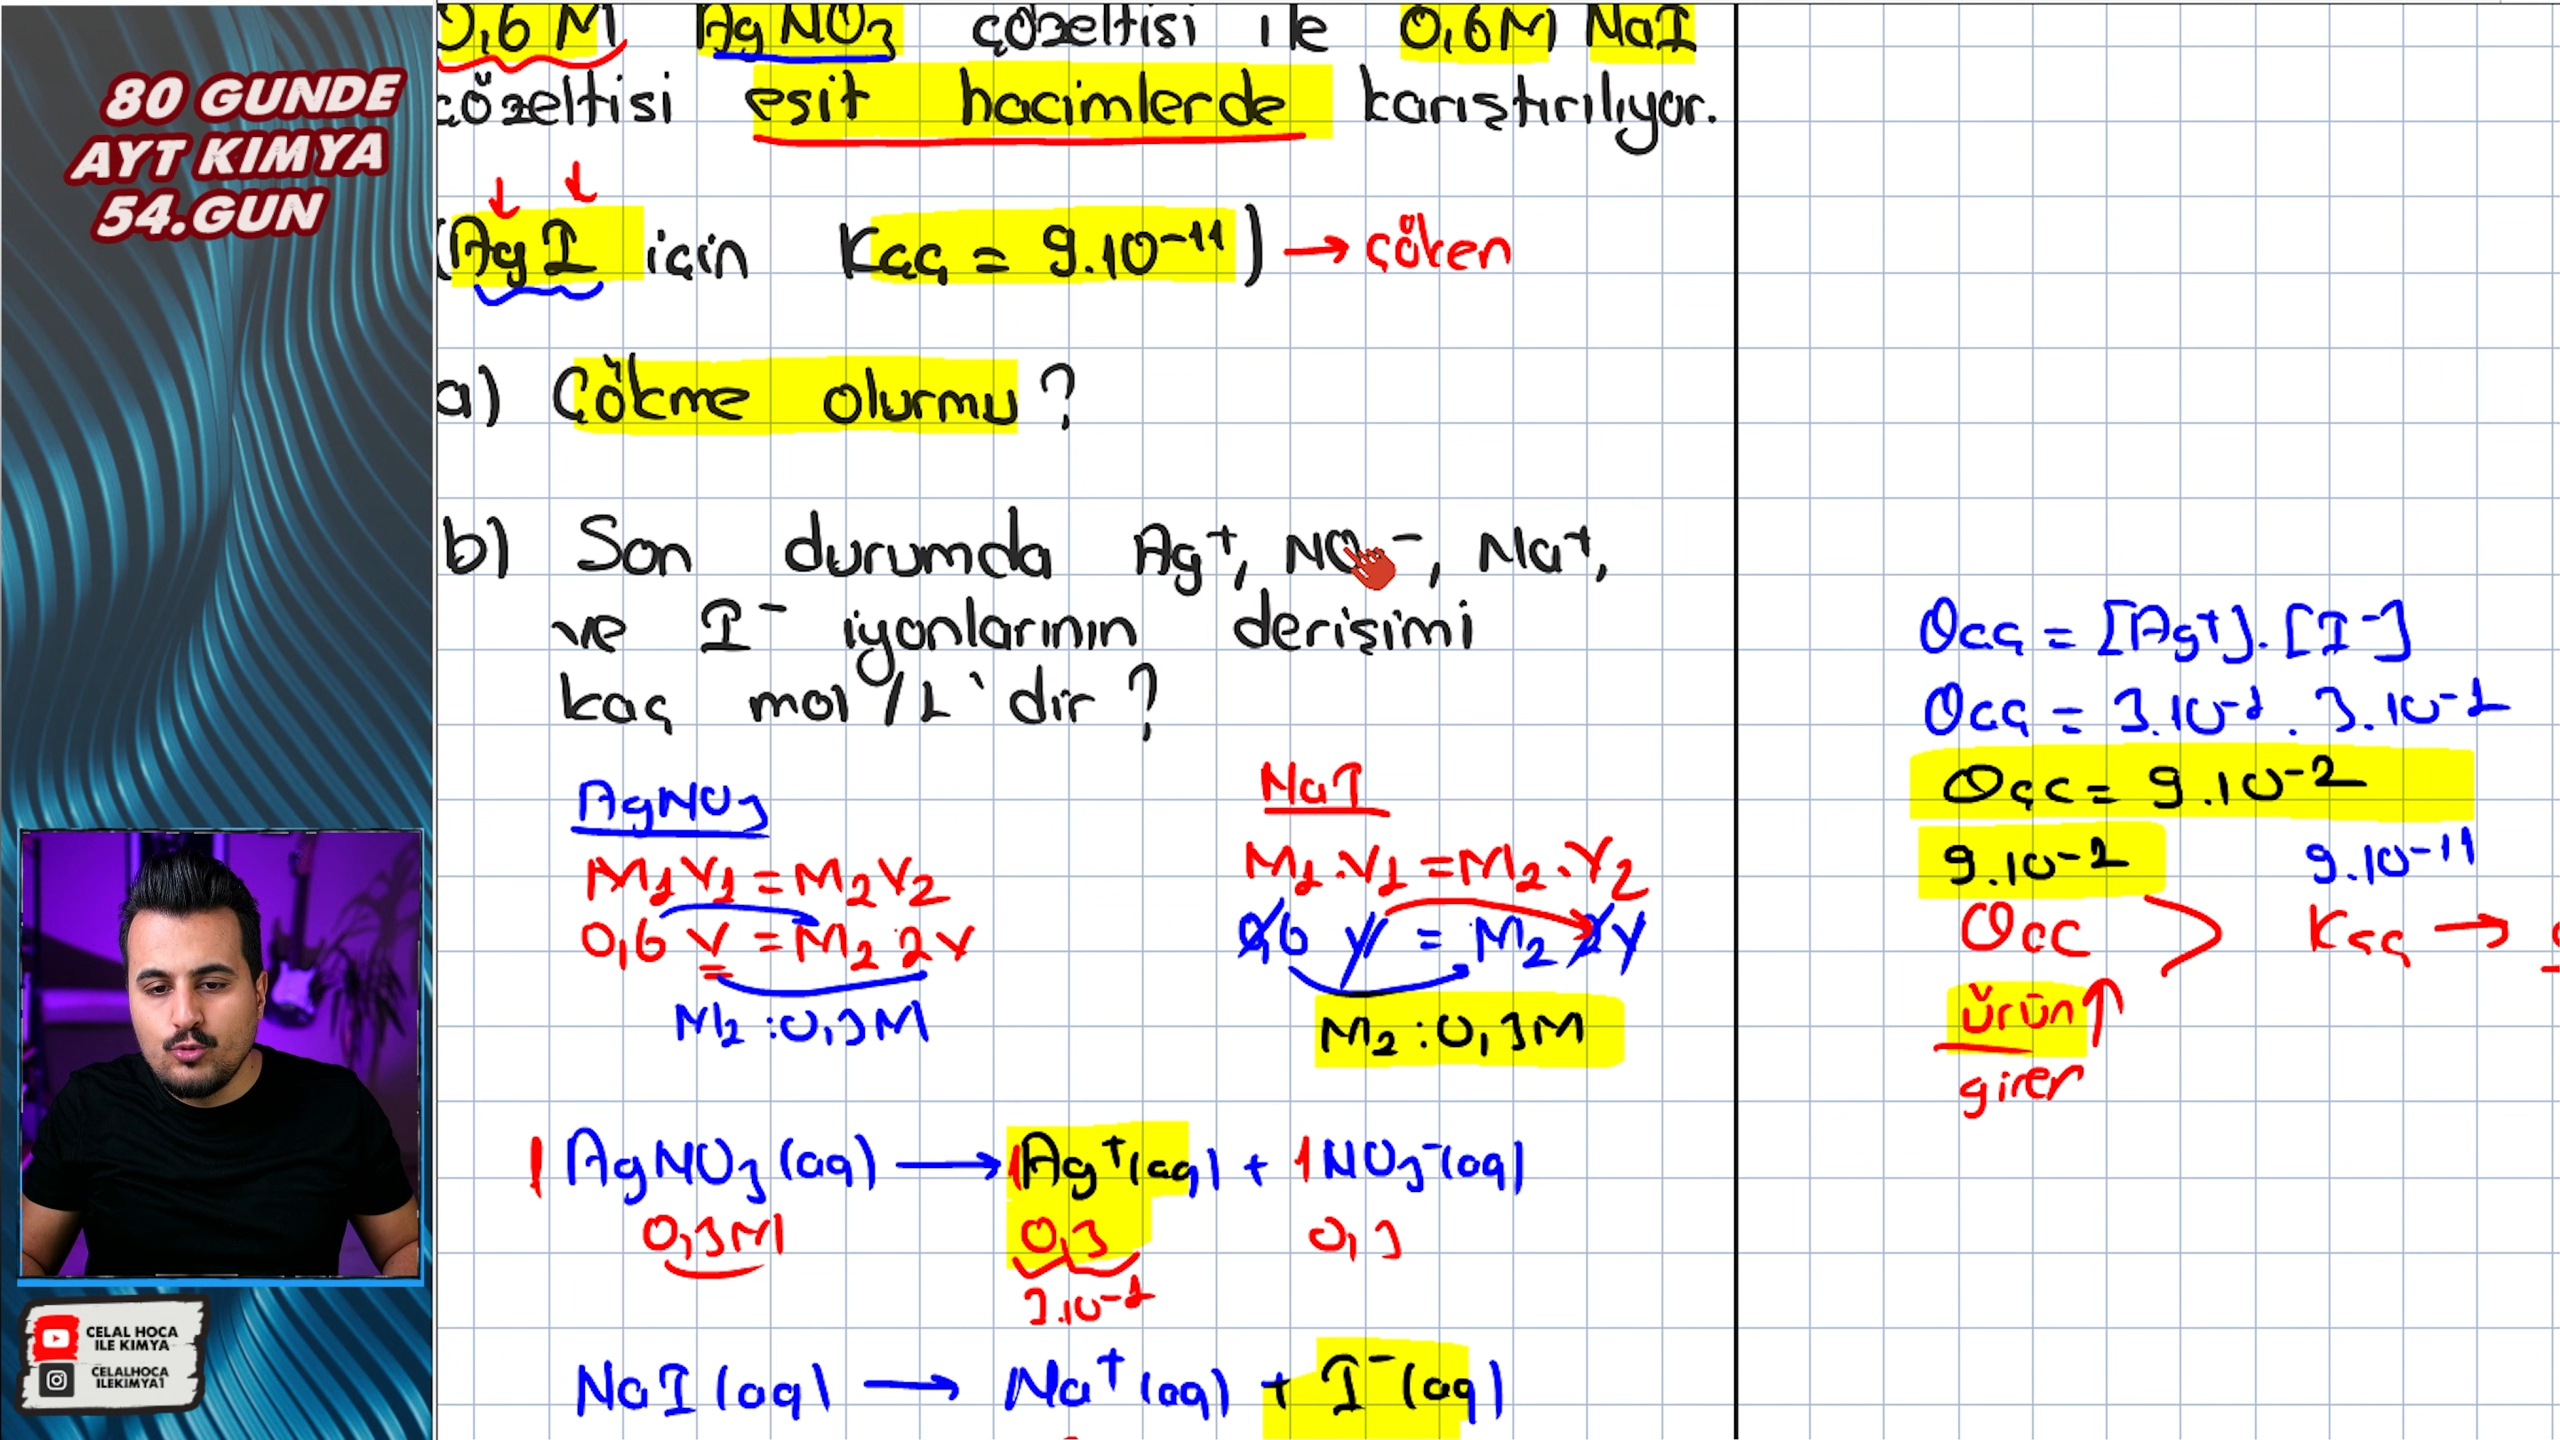 80 GUNDE
AYT KIMYA
54.GUN
0,6 M AgNO3 çözeltisi ile 0,6M NaI
çözeltisi eşit hacimlerde karıştırılıyor.
(AgI için Kçç = 9.10⁻¹¹) → çöken
a) Çökme olurmu ?
b) Son durumda Ag⁺, NO₃⁻, Na⁺,
ve I⁻ iyonlarının derişimi
kaç mol / L'dir ?
AgNO3
M1V1=M2V2
0,6 V = M2 2V
M2 : 0,3M
NaI
M1.V1=M2.V2
0,6 V = M2 2V
M2 : 0,3M
1 AgNO3(aq) → 1Ag⁺(aq) + 1NO3⁻(aq)
0,3M 0,3 0,3
3.10⁻¹
NaI(aq) → Na⁺(aq) + I⁻(aq)
Qçç = [Ag⁺].[I⁻]
Qçç = 3.10⁻¹ . 3.10⁻¹
Qçç = 9.10⁻²
9.10⁻² 9.10⁻¹¹
Qçç > Kçç →
ürün ↑
girer
CELAL HOCA
ILE KIMYA
CELALHOCA
ILEKIMYA1